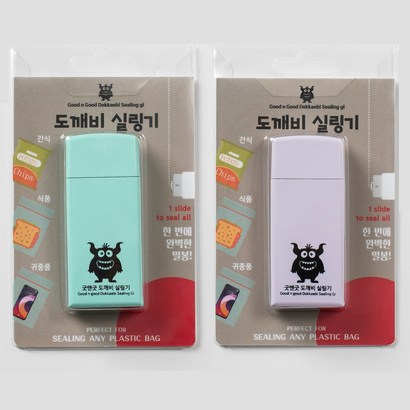 Good n Good Dokkaebi Sealing gi
도깨비 실링기
간식
Chips
식품
귀중품
1 slide
to seal all
한 번에
완벽한
밀봉!
굿앤굿 도깨비 실링기
Good n good Dokkaebi Sealing Gi
PERFECT FOR
SEALING ANY PLASTIC BAG
Good n Good Dokkaebi Sealing gi
도깨비 실링기
간식
Chips
식품
귀중품
1 slide
to seal all
한 번에
완벽한
밀봉!
굿앤굿 도깨비 실링기
Good n good Dokkaebi Sealing Gi
PERFECT FOR
SEALING ANY PLASTIC BAG